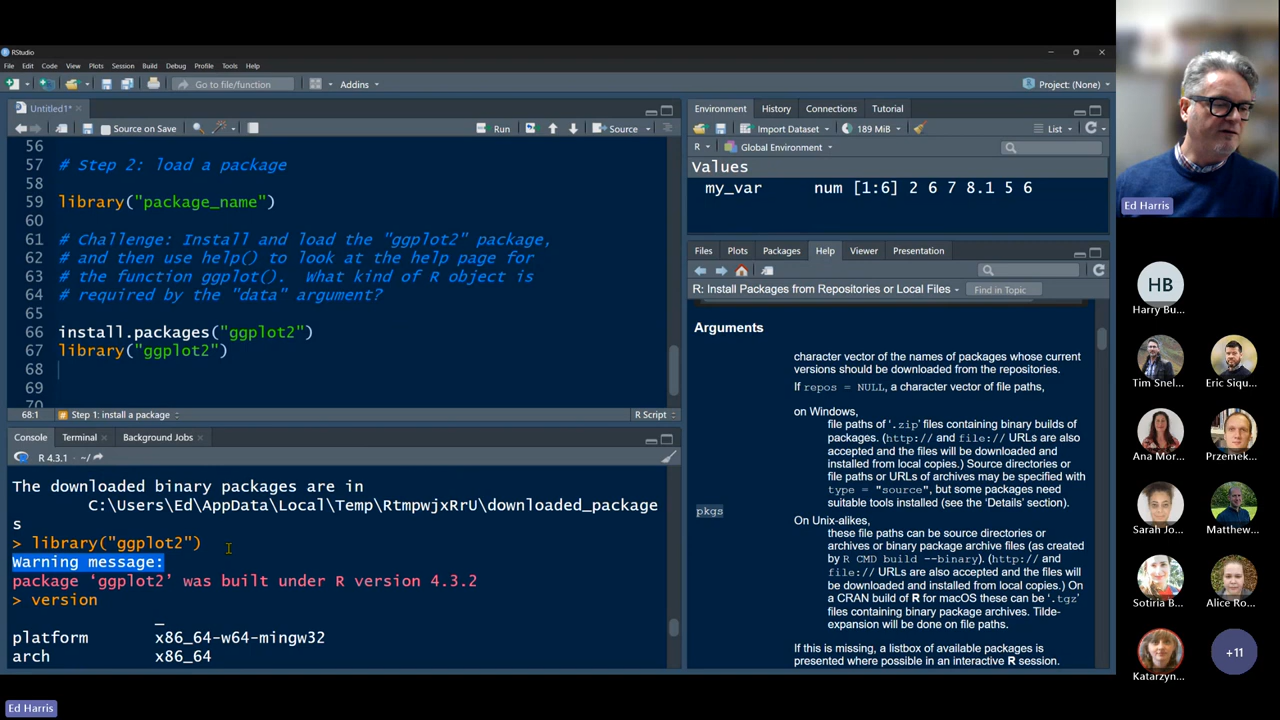 RStudio
File Edit Code View Plots Session Build Debug Profile Tools Help
Go to file/function
Addins
Project: (None)
Untitled1*
Source on Save
Run
Source
56
57 # Step 2: load a package
58
59 library("package_name")
60
61 # Challenge: Install and load the "ggplot2" package,
62 # and then use help() to look at the help page for
63 # the function ggplot(). What kind of R object is
64 # required by the "data" argument?
65
66 install.packages("ggplot2")
67 library("ggplot2")
68
69
70
68:1
Step 1: install a package
R Script
Console Terminal Background Jobs
R 4.3.1 · ~/
The downloaded binary packages are in
C:\Users\Ed\AppData\Local\Temp\RtmpwjxRrU\downloaded_package
s
> library("ggplot2")
Warning message:
package ‘ggplot2’ was built under R version 4.3.2
> version
_
platform x86_64-w64-mingw32
arch x86_64
Environment History Connections Tutorial
Import Dataset
189 MiB
List
R
Global Environment
Values
my_var num [1:6] 2 6 7 8.1 5 6
Files Plots Packages Help Viewer Presentation
R: Install Packages from Repositories or Local Files
Find in Topic
Arguments
pkgs
character vector of the names of packages whose current
versions should be downloaded from the repositories.
If repos = NULL, a character vector of file paths,
on Windows,
file paths of ‘.zip’ files containing binary builds of
packages. (http:// and file:// URLs are also
accepted and the files will be downloaded and
installed from local copies.) Source directories or
file paths or URLs of archives may be specified with
type = "source", but some packages need
suitable tools installed (see the ‘Details’ section).
On Unix-alikes,
these file paths can be source directories or
archives or binary package archive files (as created
by R CMD build --binary). (http:// and
file:// URLs are also accepted and the files will
be downloaded and installed from local copies.) On
a CRAN build of R for macOS these can be ‘.tgz’
files containing binary package archives. Tilde-
expansion will be done on file paths.
If this is missing, a listbox of available packages is
presented where possible in an interactive R session.
Ed Harris
HB
Harry Bu...
Tim Snel...
Eric Siqu...
Ana Mor...
Przemek...
Sarah Jo...
Matthew...
Sotiria B...
Alice Ro...
Katarzyn...
+11
Ed Harris